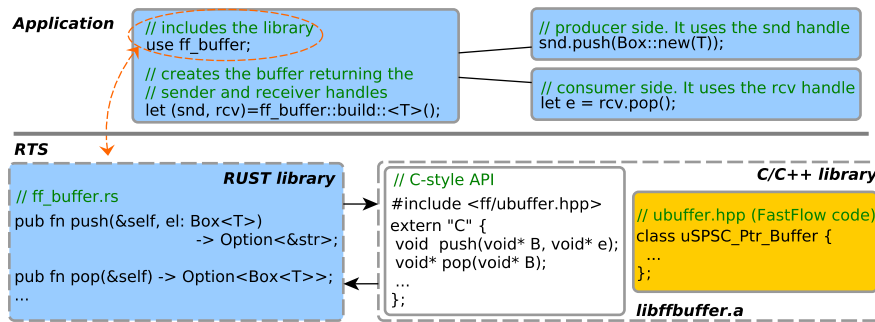 Application
// includes the library
use ff_buffer;
// creates the buffer returning the
// sender and receiver handles
let (snd, rcv)=ff_buffer::build::<T>();
// producer side. It uses the snd handle
snd.push(Box::new(T));
// consumer side. It uses the rcv handle
let e = rcv.pop();
RTS
RUST library
// ff_buffer.rs
pub fn push(&self, el: Box<T>)
-> Option<&str>;
pub fn pop(&self) -> Option<Box<T>>;
...
C/C++ library
// C-style API
#include <ff/ubuffer.hpp>
extern "C" {
void push(void* B, void* e);
void* pop(void* B);
...
};
// ubuffer.hpp (FastFlow code)
class uSPSC_Ptr_Buffer {
...
};
libffbuffer.a